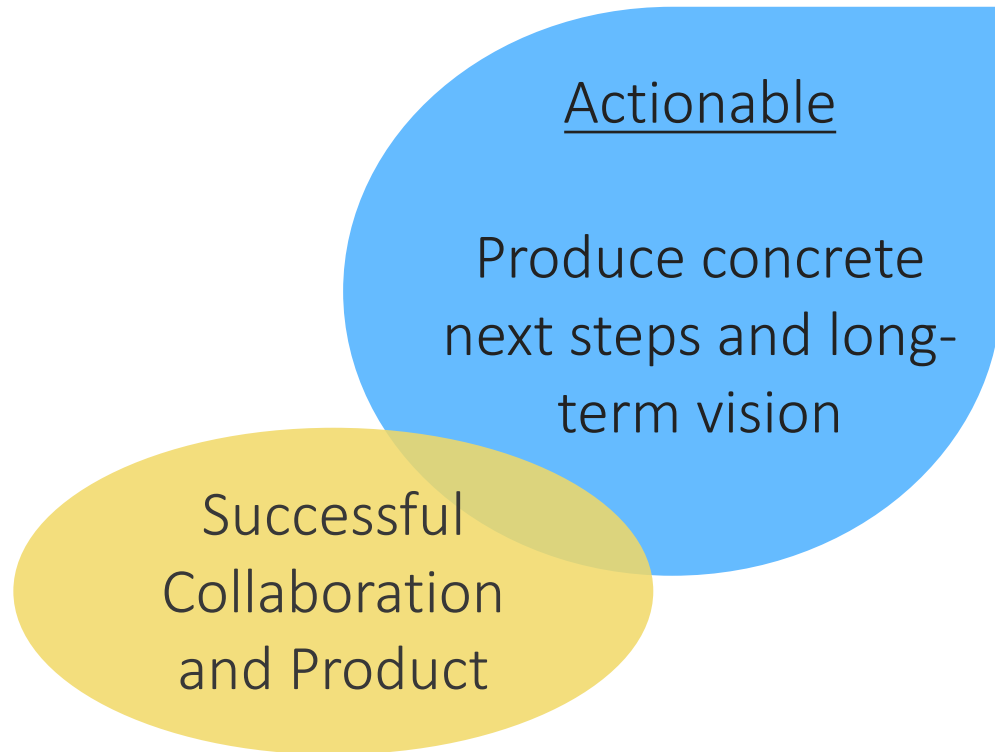 Actionable
Produce concrete
next steps and long-
term vision
Successful
Collaboration
and Product